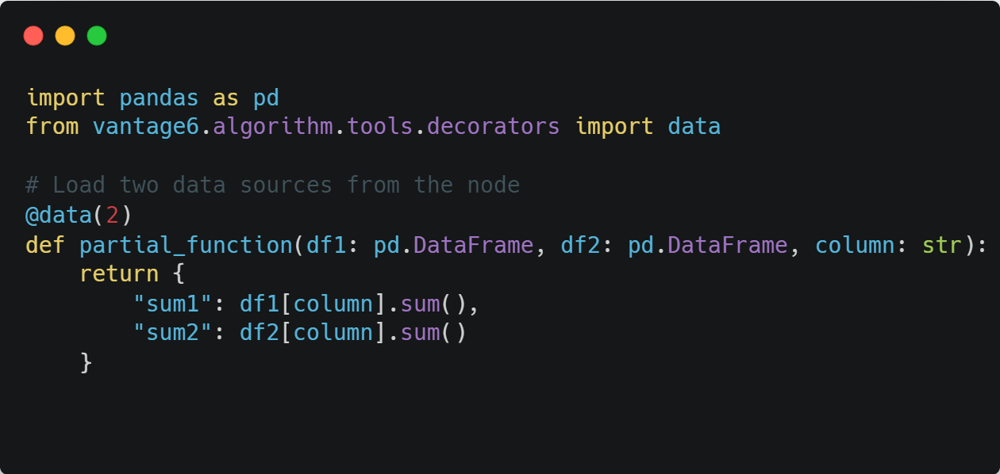 import pandas as pd
from vantage6.algorithm.tools.decorators import data
# Load two data sources from the node
@data(2)
def partial_function(df1: pd.DataFrame, df2: pd.DataFrame, column: str):
    return {
        "sum1": df1[column].sum(),
        "sum2": df2[column].sum()
    }